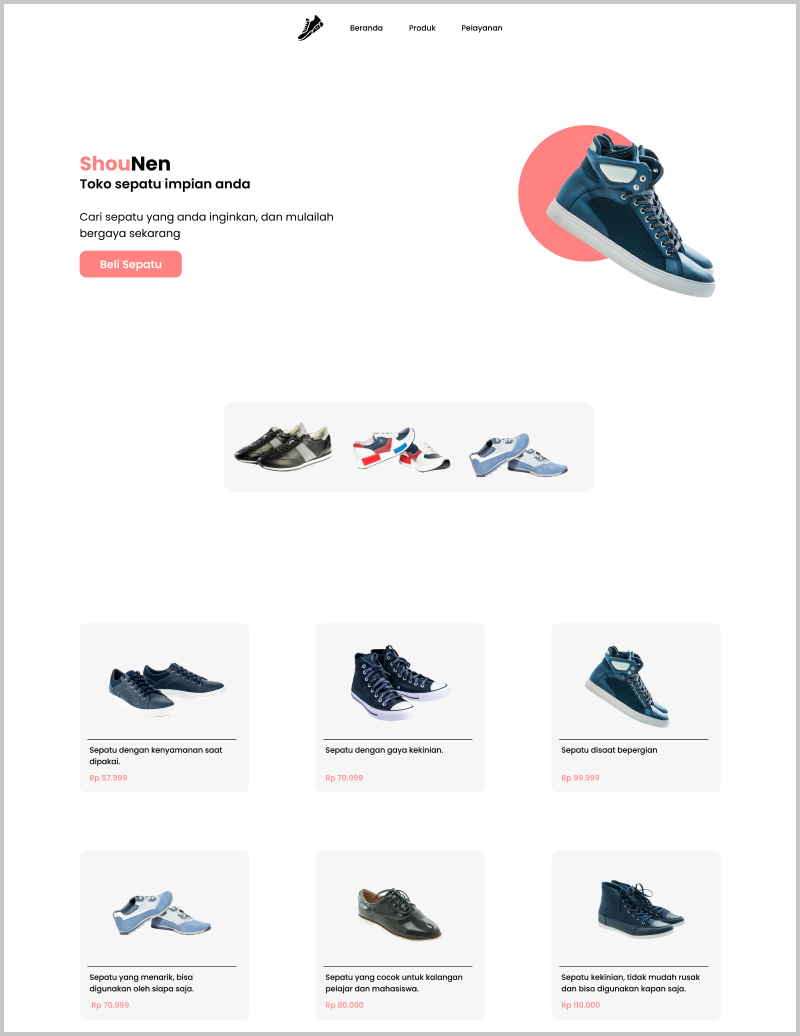 Beranda Produk Pelayanan
ShouNen
Toko sepatu impian anda
Cari sepatu yang anda inginkan, dan mulailah
bergaya sekarang
Beli Sepatu
Sepatu dengan kenyamanan saat
dipakai.
Rp 57.999
Sepatu dengan gaya kekinian.
Rp 70.999
Sepatu disaat bepergian
Rp 99.999
Sepatu yang menarik, bisa
digunakan oleh siapa saja.
Rp 70.999
Sepatu yang cocok untuk kalangan
pelajar dan mahasiswa.
Rp 80.000
Sepatu kekinian, tidak mudah rusak
dan bisa digunakan kapan saja.
Rp 110.000